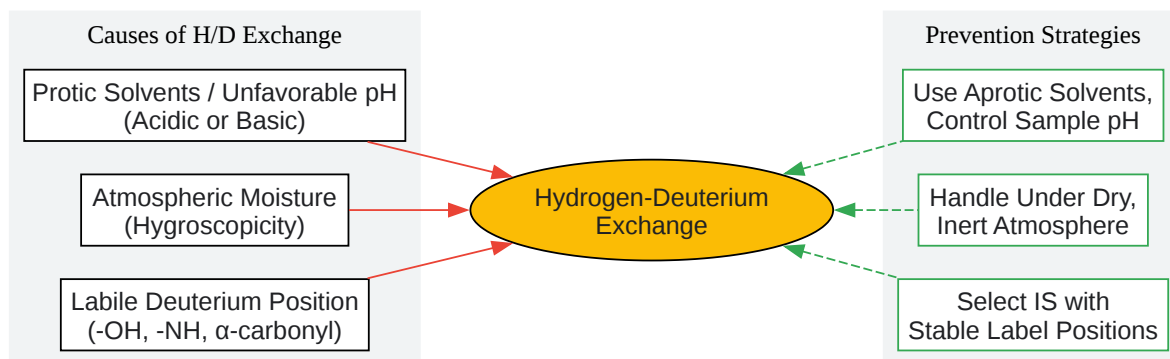 Causes of H/D Exchange
Protic Solvents / Unfavorable pH
(Acidic or Basic)
Atmospheric Moisture
(Hygroscopicity)
Labile Deuterium Position
(-OH, -NH, α-carbonyl)
Hydrogen-Deuterium
Exchange
Prevention Strategies
Use Aprotic Solvents,
Control Sample pH
Handle Under Dry,
Inert Atmosphere
Select IS with
Stable Label Positions